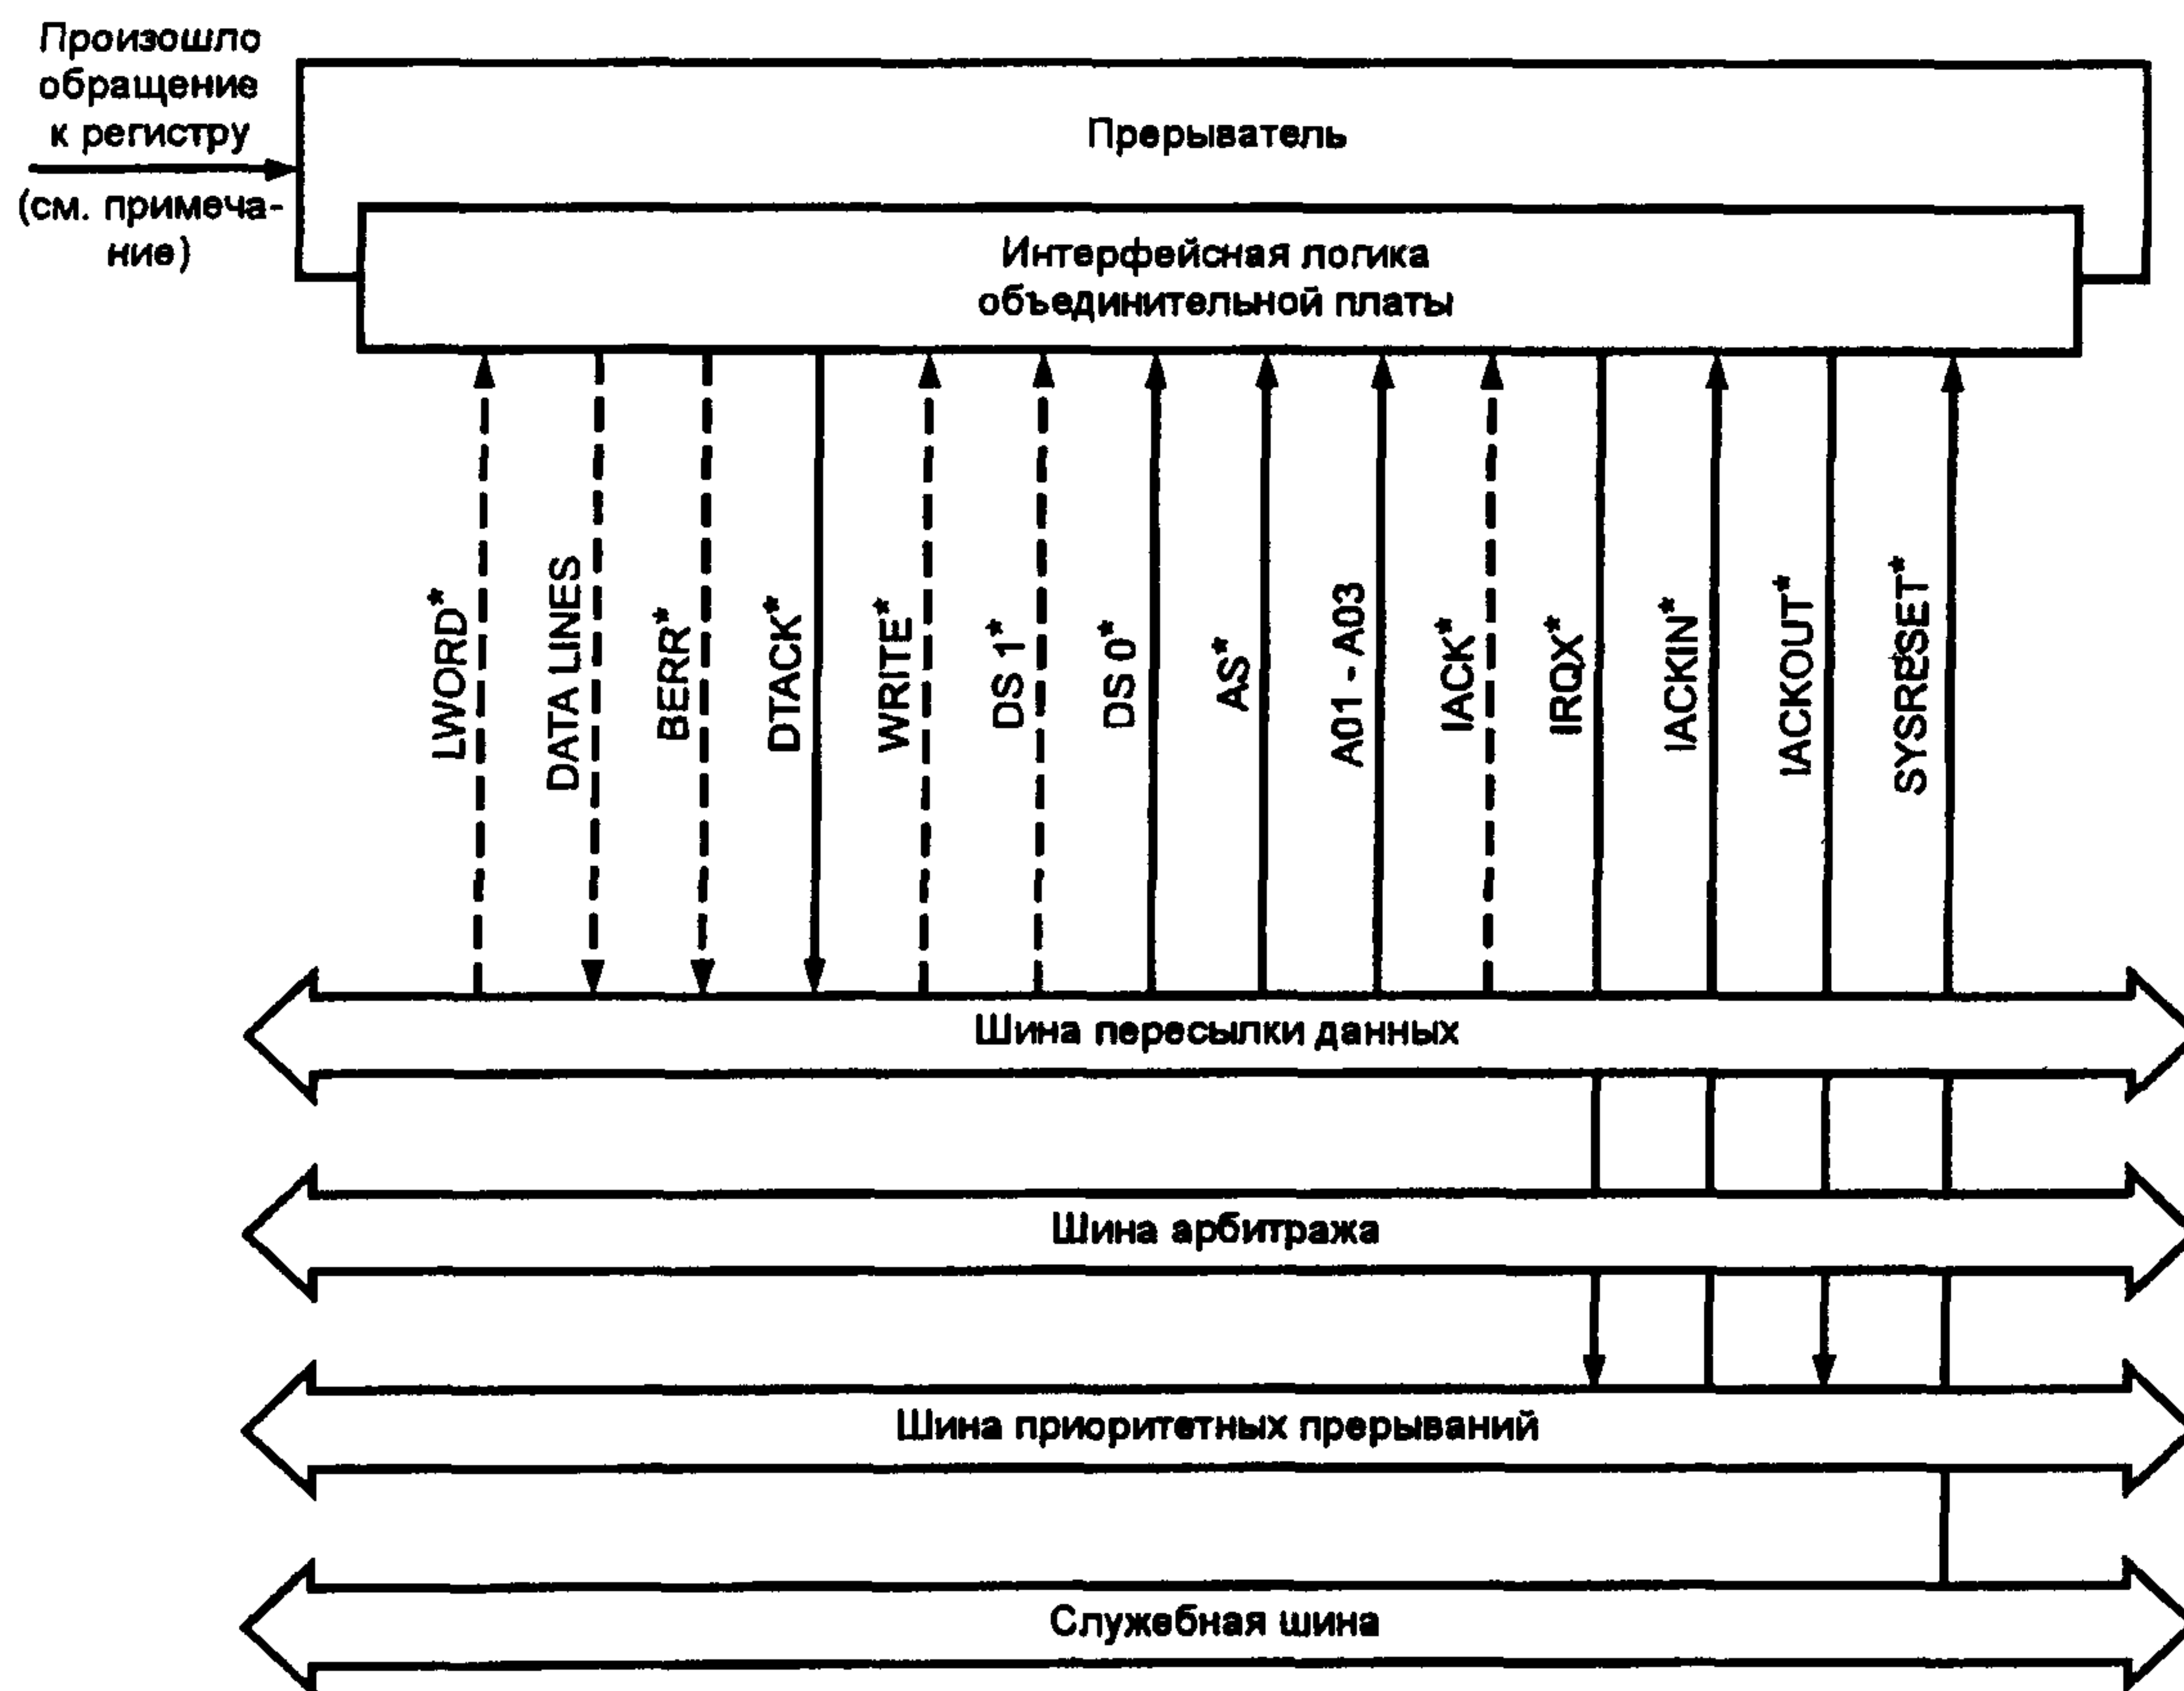 Произошло
обращение
к регистру
(см. примеча-
ние)
Прерыватель
Интерфейсная логика
объединительной платы
LWORD*
DATA LINES
BERR*
DTACK*
WRITE*
DS 1*
DS 0*
AS*
A01 - A03
IACK*
IRQX*
IACKIN*
IACKOUT*
SYSRESET*
Шина пересылки данных
Шина арбитража
Шина приоритетных прерываний
Служебная шина